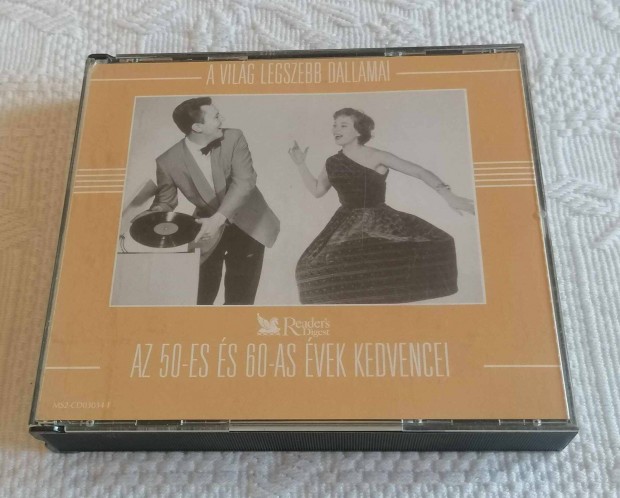 A VILÁG LEGSZEBB DALLAMAI
Reader's
Digest
AZ 50-ES ÉS 60-AS ÉVEK KEDVENCEI